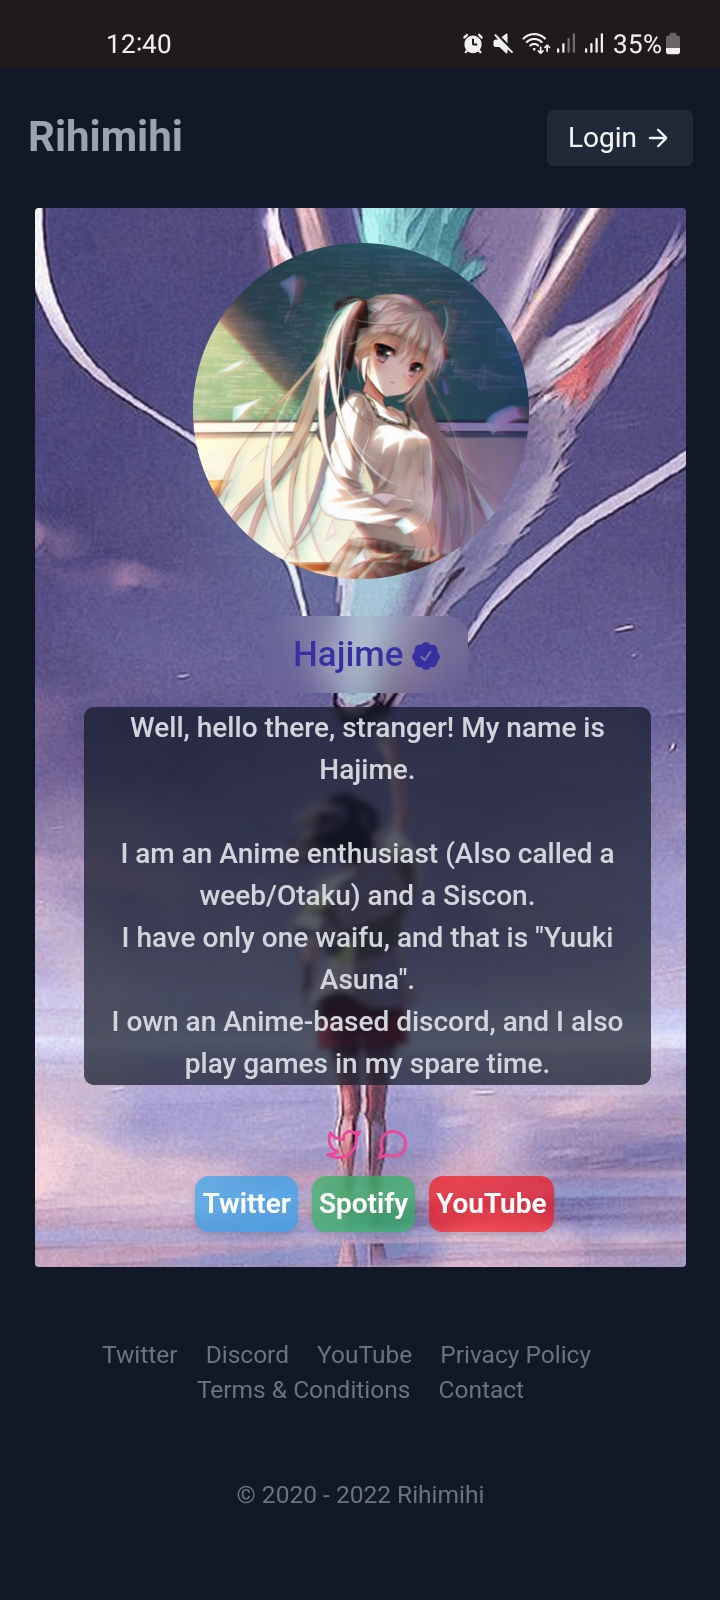 12:40
35%
Rihimihi
Login →
Hajime
Well, hello there, stranger! My name is
Hajime.
I am an Anime enthusiast (Also called a
weeb/Otaku) and a Siscon.
I have only one waifu, and that is "Yuuki
Asuna".
I own an Anime-based discord, and I also
play games in my spare time.
Twitter Spotify YouTube
Twitter Discord YouTube Privacy Policy
Terms & Conditions Contact
© 2020 - 2022 Rihimihi